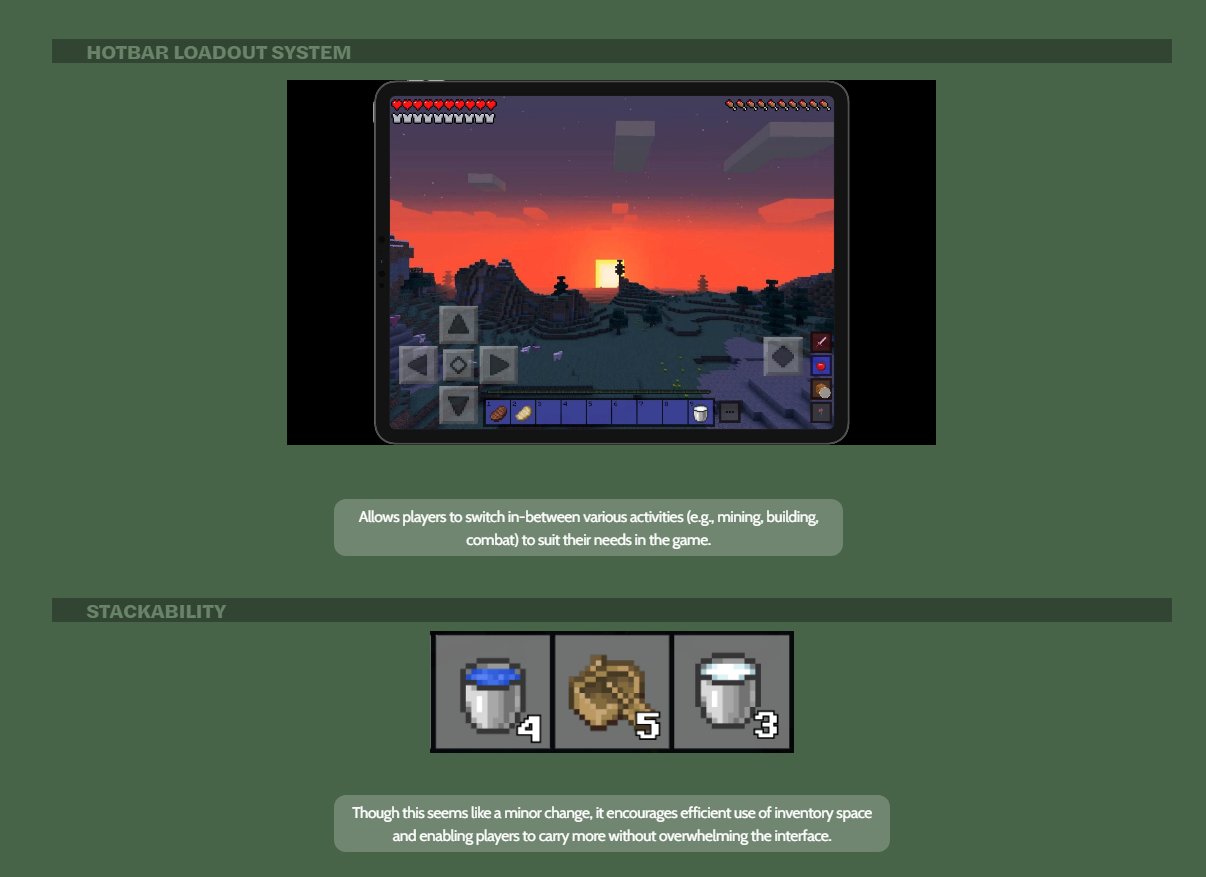 HOTBAR LOADOUT SYSTEM
Allows players to switch in-between various activities (e.g., mining, building,
combat) to suit their needs in the game.
STACKABILITY
4 5 3
Though this seems like a minor change, it encourages efficient use of inventory space
and enabling players to carry more without overwhelming the interface.